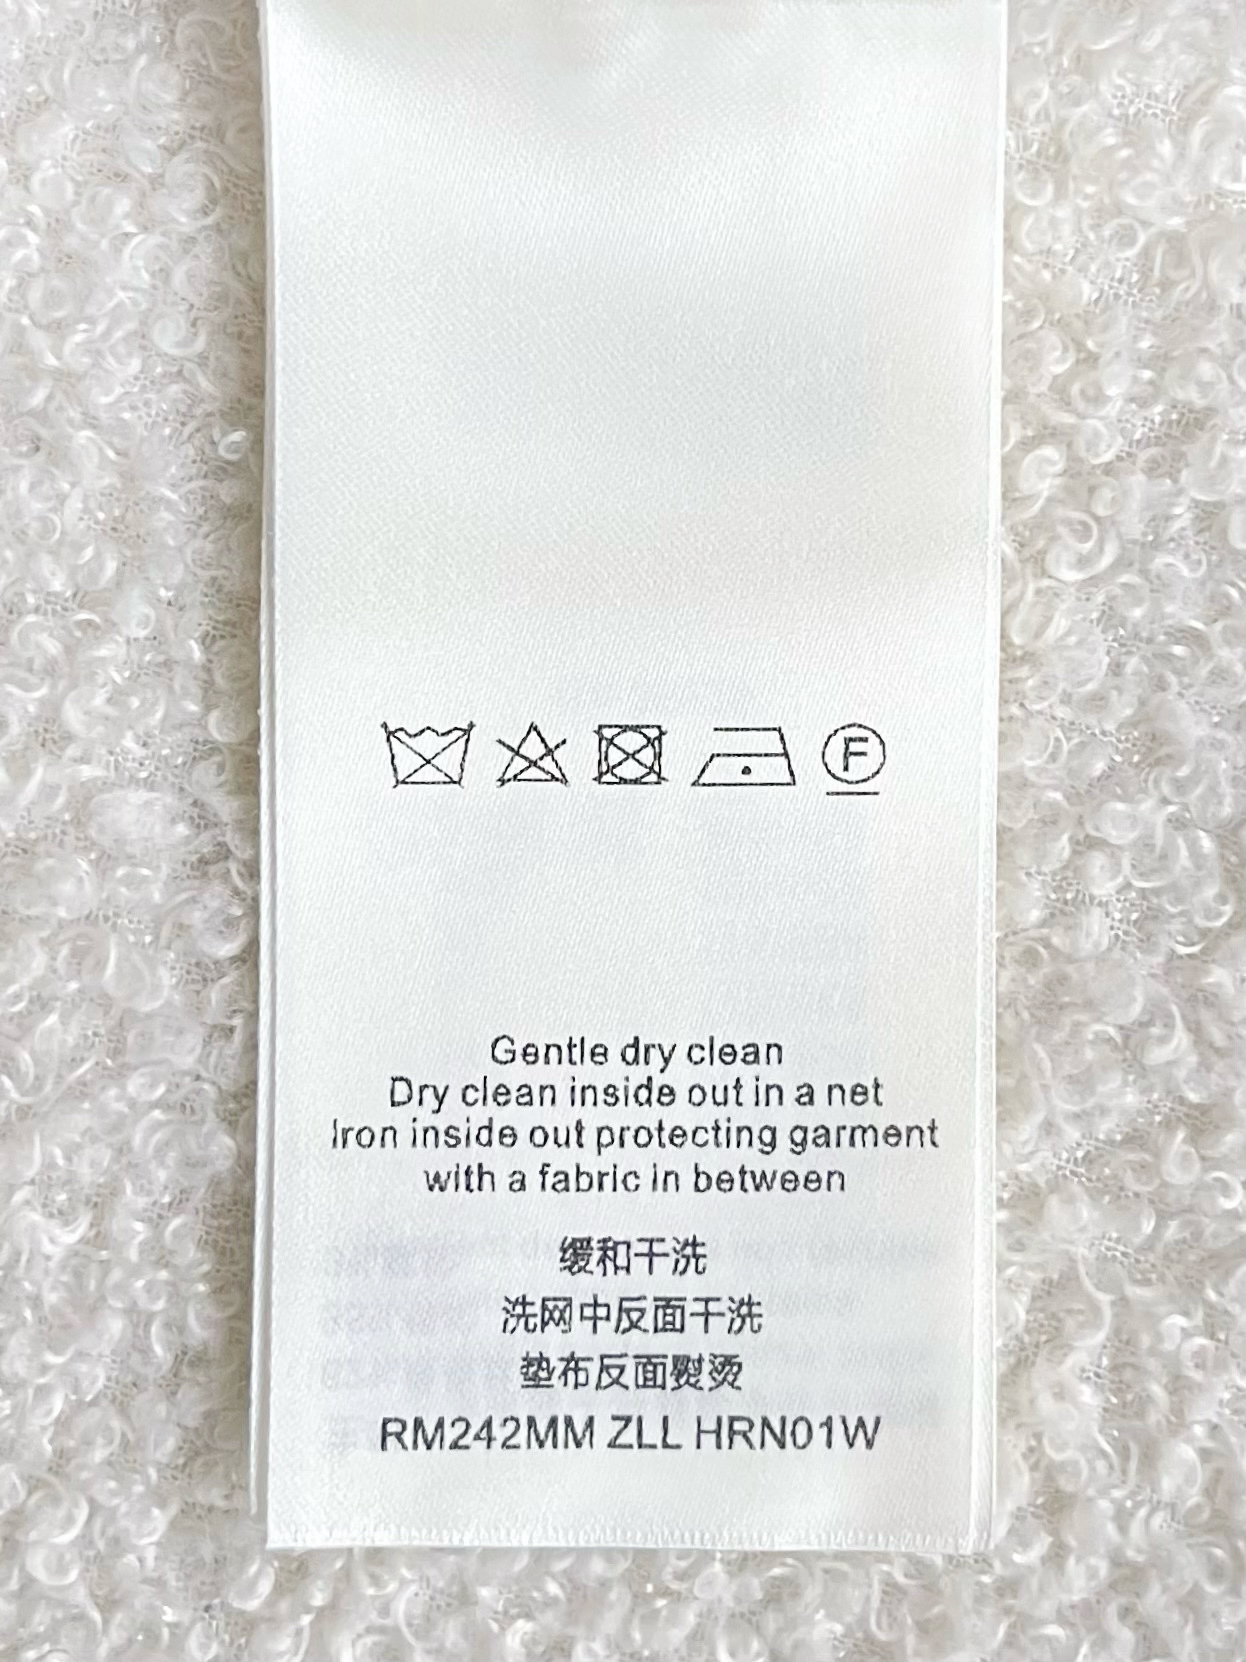 F
Gentle dry clean
Dry clean inside out in a net
Iron inside out protecting garment
with a fabric in between
缓和干洗
洗网中反面干洗
垫布反面熨烫
RM242MM ZLL HRN01W